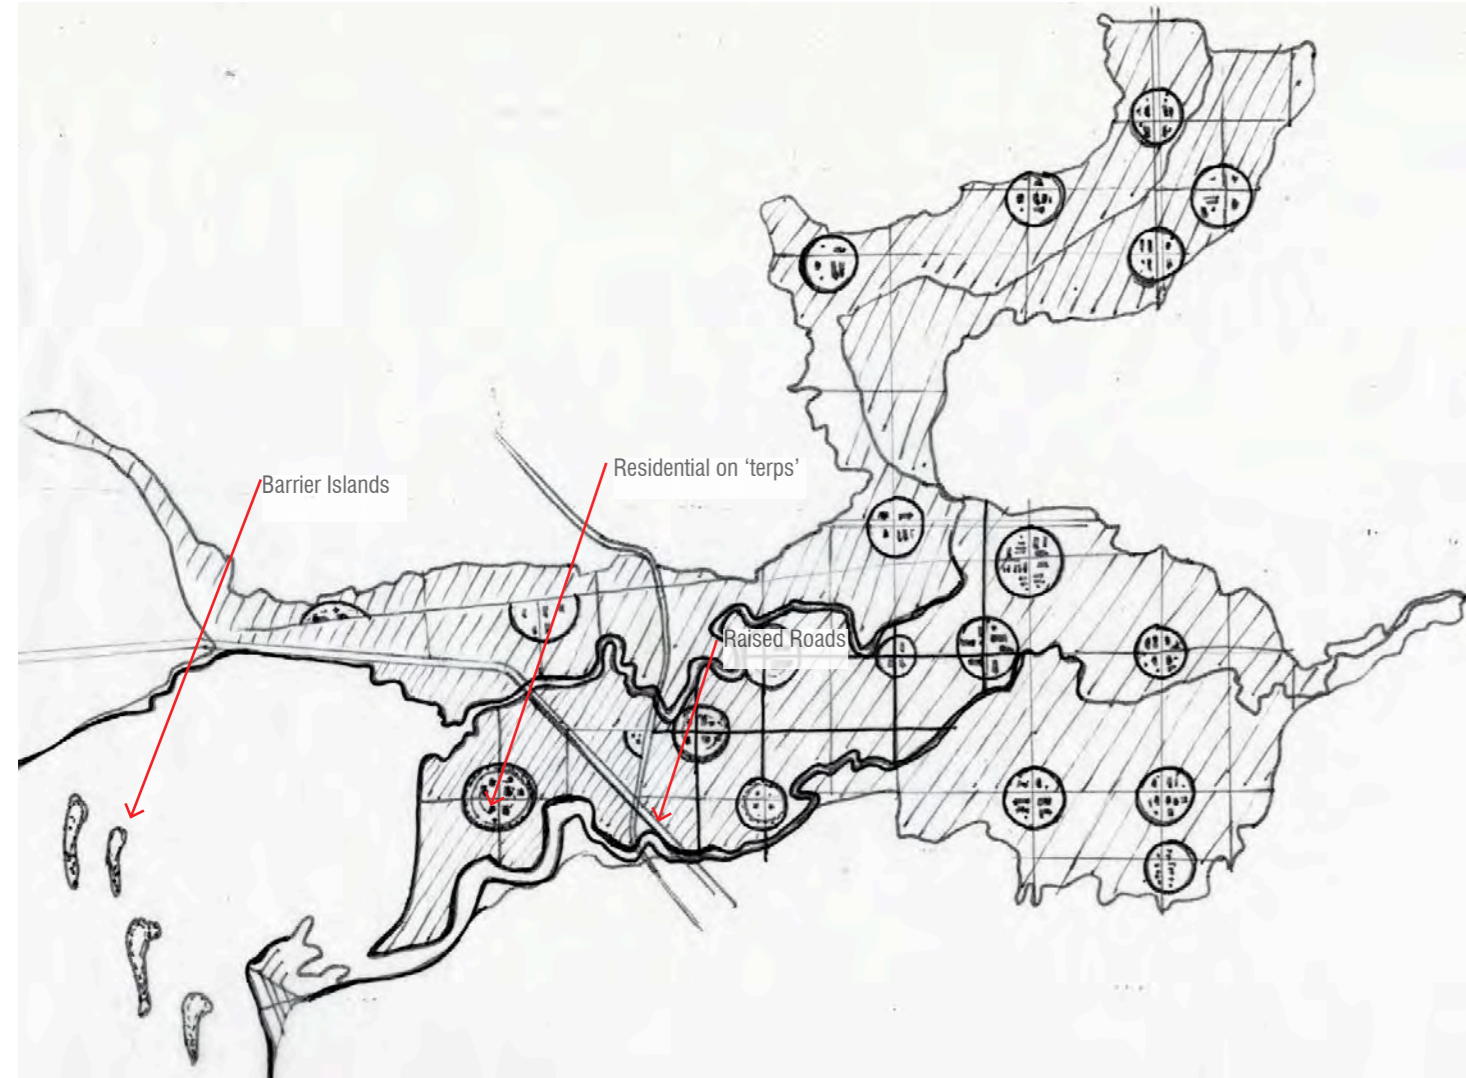 Residential on ‘terps’
Barrier Islands
Raised Roads